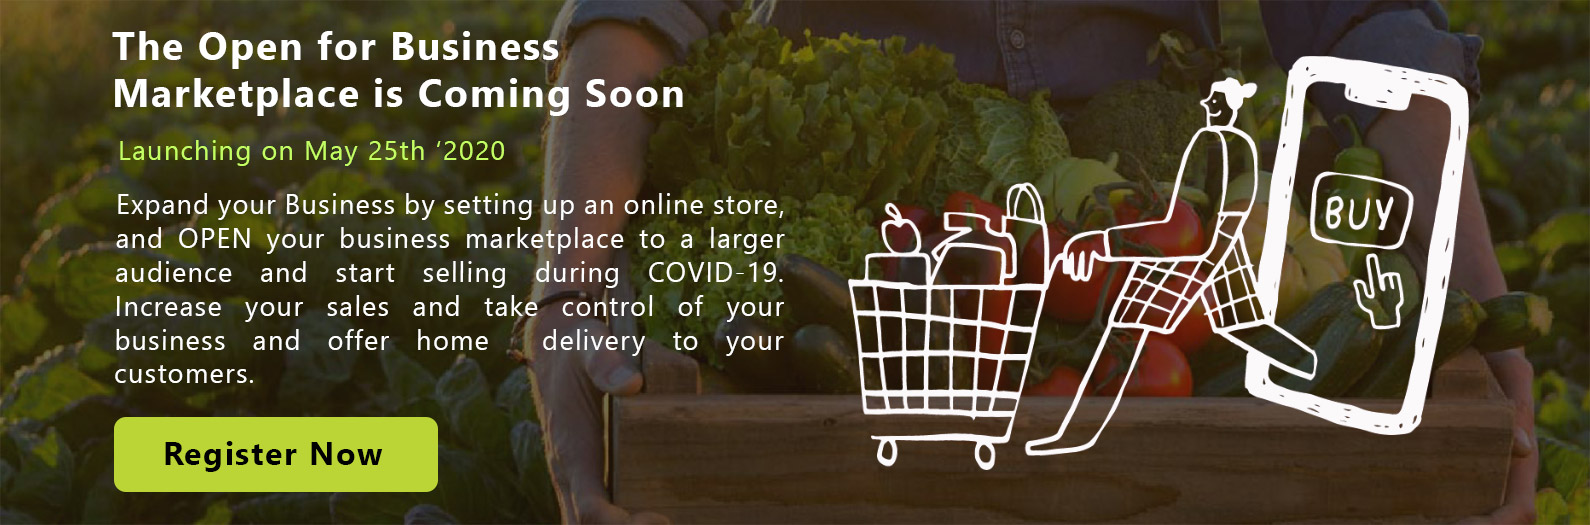 The Open for Business
Marketplace is Coming Soon
Launching on May 25th ‘2020
Expand your Business by setting up an online store,
and OPEN your business marketplace to a larger
audience and start selling during COVID-19.
Increase your sales and take control of your
business and offer home delivery to your
customers.
Register Now
BUY